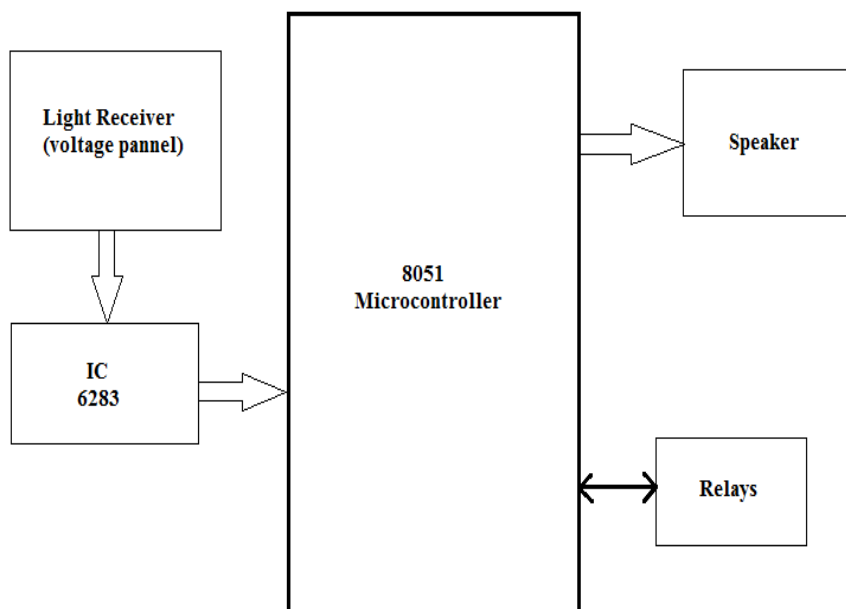 Light Receiver
(voltage pannel)
IC
6283
8051
Microcontroller
Speaker
Relays